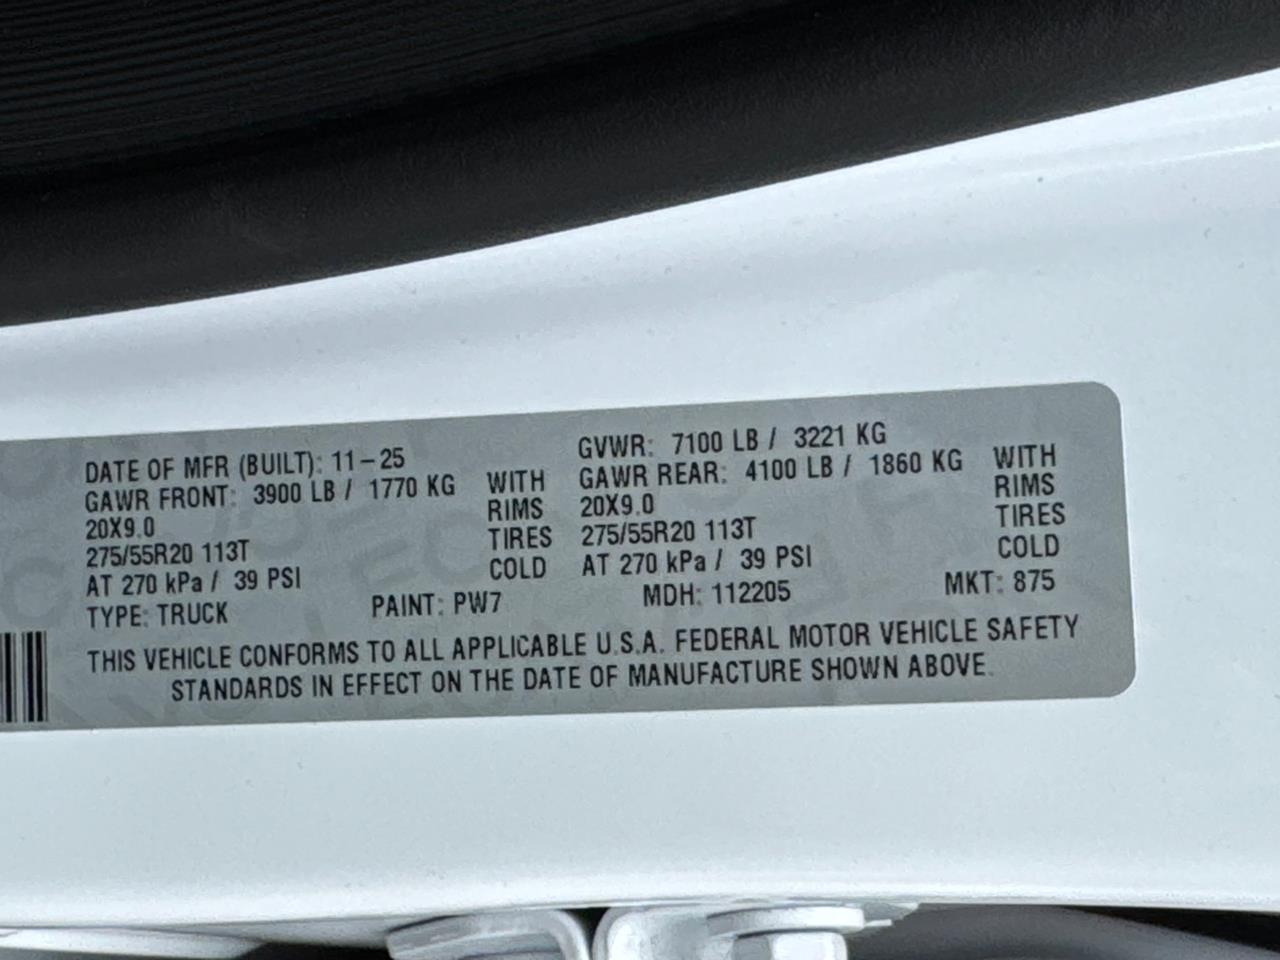 DATE OF MFR (BUILT): 11-25
GVWR: 7100 LB / 3221 KG
GAWR FRONT: 3900 LB / 1770 KG WITH
GAWR REAR: 4100 LB / 1860 KG WITH
20X9.0 RIMS
20X9.0 RIMS
275/55R20 113T TIRES
275/55R20 113T TIRES
AT 270 kPa / 39 PSI COLD
AT 270 kPa / 39 PSI COLD
TYPE: TRUCK PAINT: PW7 MDH: 112205 MKT: 875
THIS VEHICLE CONFORMS TO ALL APPLICABLE U.S.A. FEDERAL MOTOR VEHICLE SAFETY
STANDARDS IN EFFECT ON THE DATE OF MANUFACTURE SHOWN ABOVE.